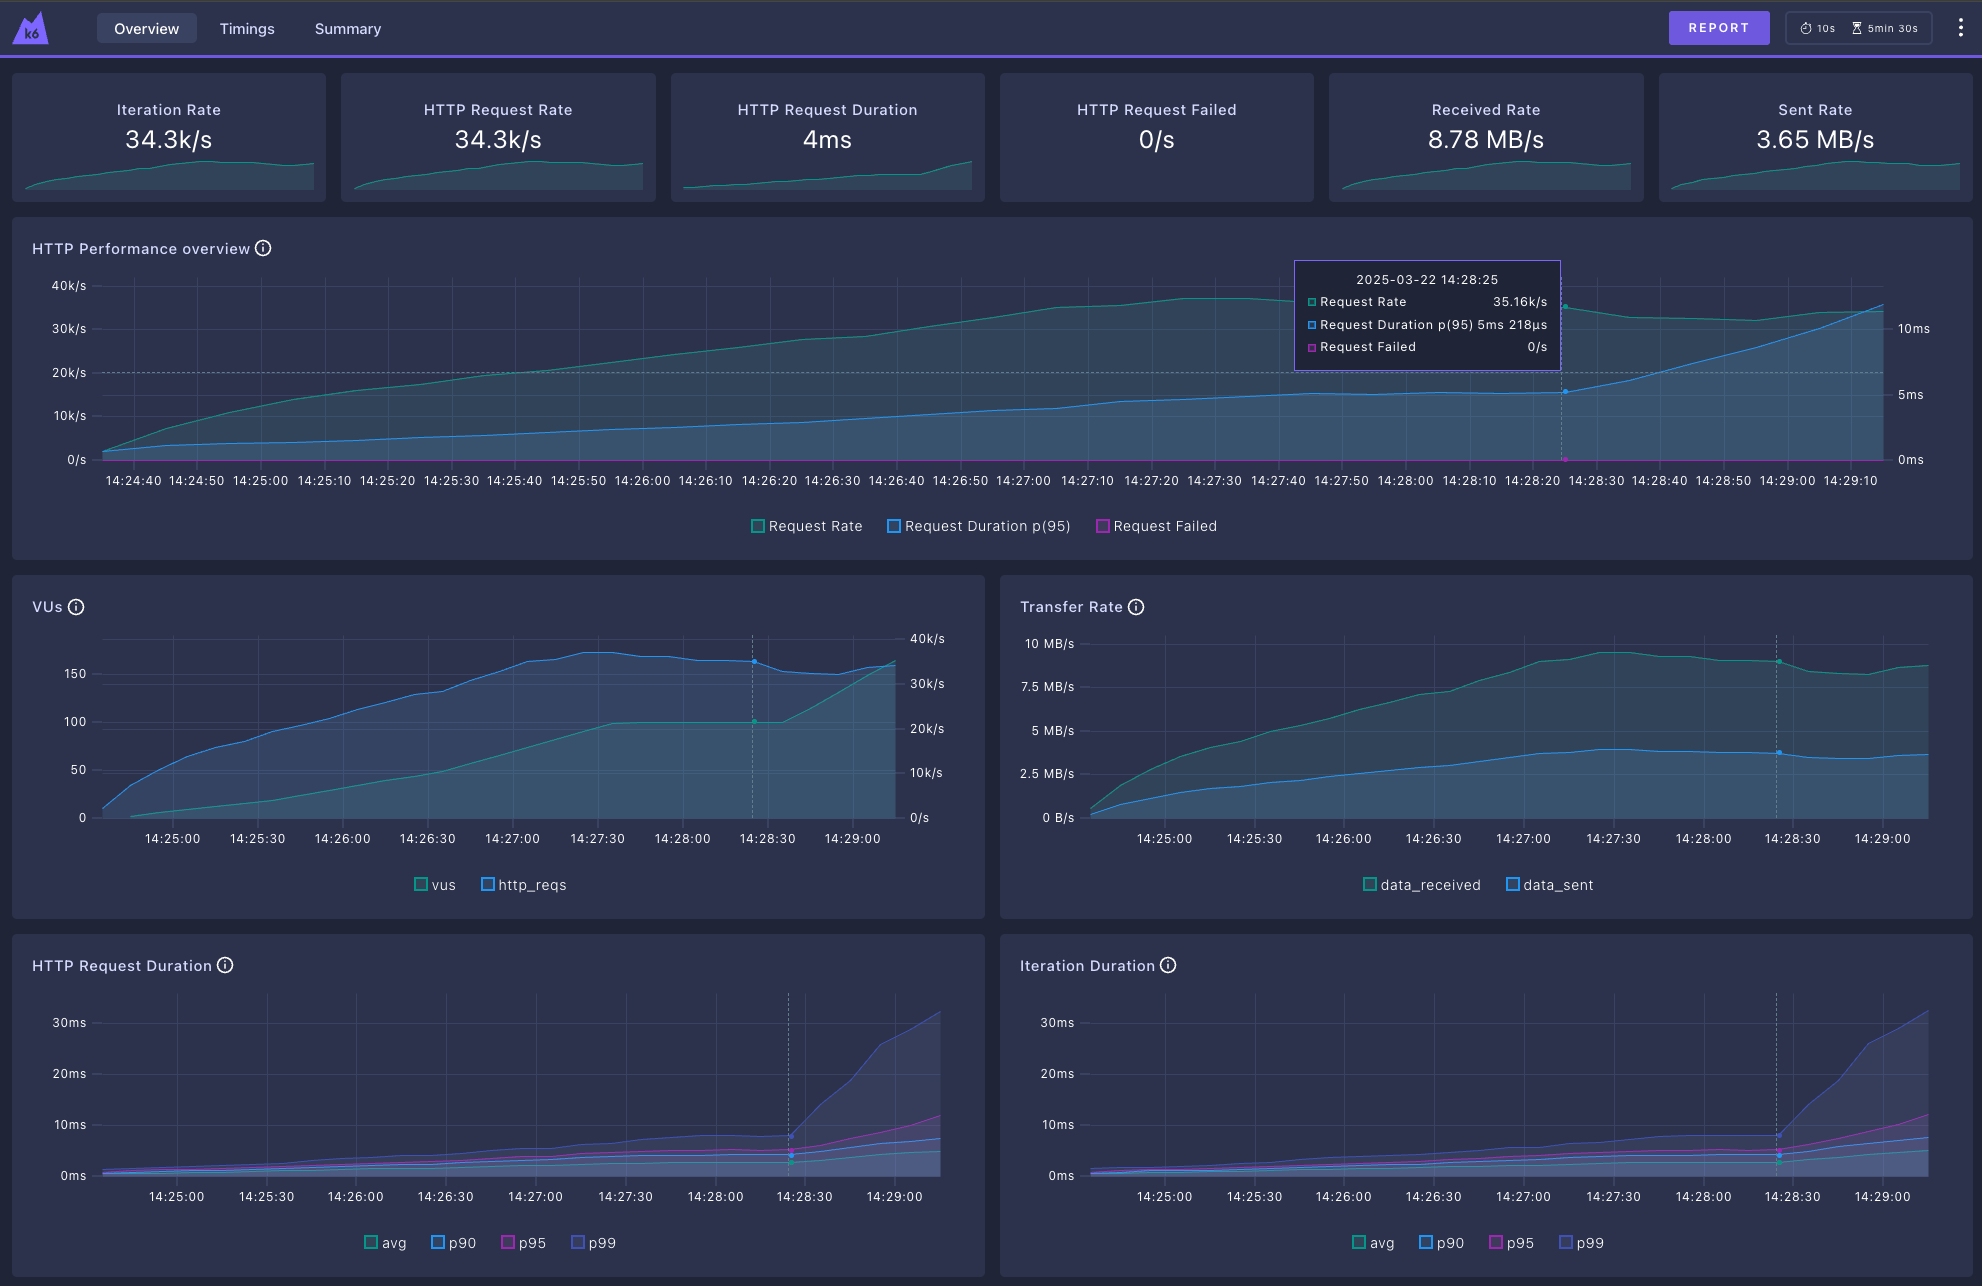 k6 Overview Timings Summary REPORT 10s 5min 30s
Iteration Rate
34.3k/s
HTTP Request Rate
34.3k/s
HTTP Request Duration
4ms
HTTP Request Failed
0/s
Received Rate
8.78 MB/s
Sent Rate
3.65 MB/s
HTTP Performance overview
40k/s
30k/s
20k/s
10k/s
0/s
10ms
5ms
0ms
2025-03-22 14:28:25
Request Rate 35.16k/s
Request Duration p(95) 5ms 218μs
Request Failed 0/s
14:24:40 14:24:50 14:25:00 14:25:10 14:25:20 14:25:30 14:25:40 14:25:50 14:26:00 14:26:10 14:26:20 14:26:30 14:26:40 14:26:50 14:27:00 14:27:10 14:27:20 14:27:30 14:27:40 14:27:50 14:28:00 14:28:10 14:28:20 14:28:30 14:28:40 14:28:50 14:29:00 14:29:10
Request Rate Request Duration p(95) Request Failed
VUs
150
100
50
0
40k/s
30k/s
20k/s
10k/s
0/s
14:25:00 14:25:30 14:26:00 14:26:30 14:27:00 14:27:30 14:28:00 14:28:30 14:29:00
vus http_reqs
Transfer Rate
10 MB/s
7.5 MB/s
5 MB/s
2.5 MB/s
0 B/s
14:25:00 14:25:30 14:26:00 14:26:30 14:27:00 14:27:30 14:28:00 14:28:30 14:29:00
data_received data_sent
HTTP Request Duration
30ms
20ms
10ms
0ms
14:25:00 14:25:30 14:26:00 14:26:30 14:27:00 14:27:30 14:28:00 14:28:30 14:29:00
avg p90 p95 p99
Iteration Duration
30ms
20ms
10ms
0ms
14:25:00 14:25:30 14:26:00 14:26:30 14:27:00 14:27:30 14:28:00 14:28:30 14:29:00
avg p90 p95 p99